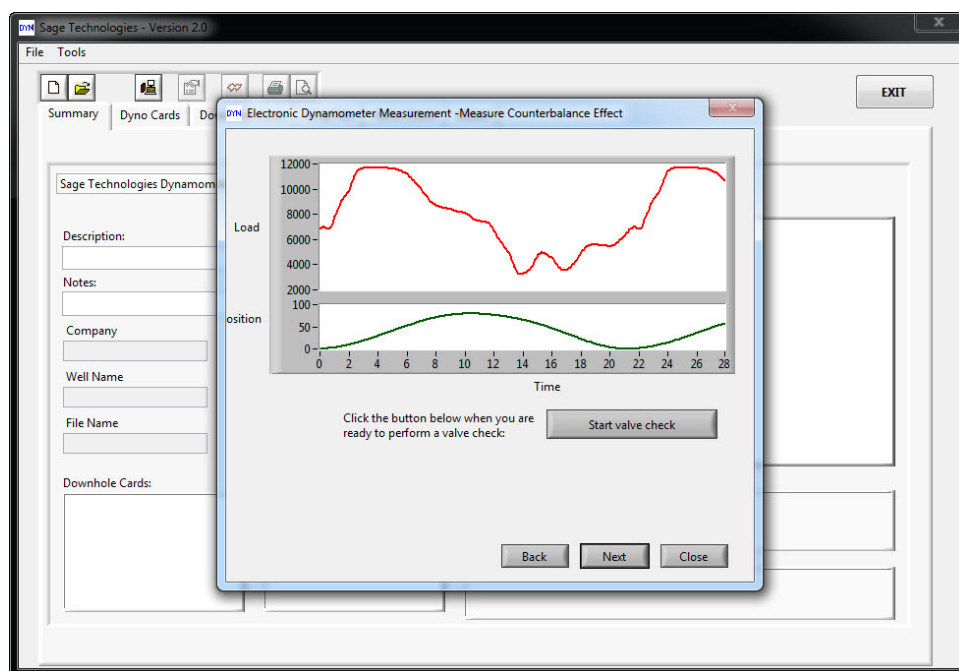 DYN Sage Technologies - Version 2.0
File Tools
EXIT
Summary Dyno Cards Do
DYN Electronic Dynamometer Measurement -Measure Counterbalance Effect
Sage Technologies Dynamom
Description:
Notes:
Company
Well Name
File Name
Downhole Cards:
12000
10000
8000
6000
4000
2000
Load
100
50
0
osition
0 2 4 6 8 10 12 14 16 18 20 22 24 26 28
Time
Click the button below when you are
ready to perform a valve check:
Start valve check
Back Next Close